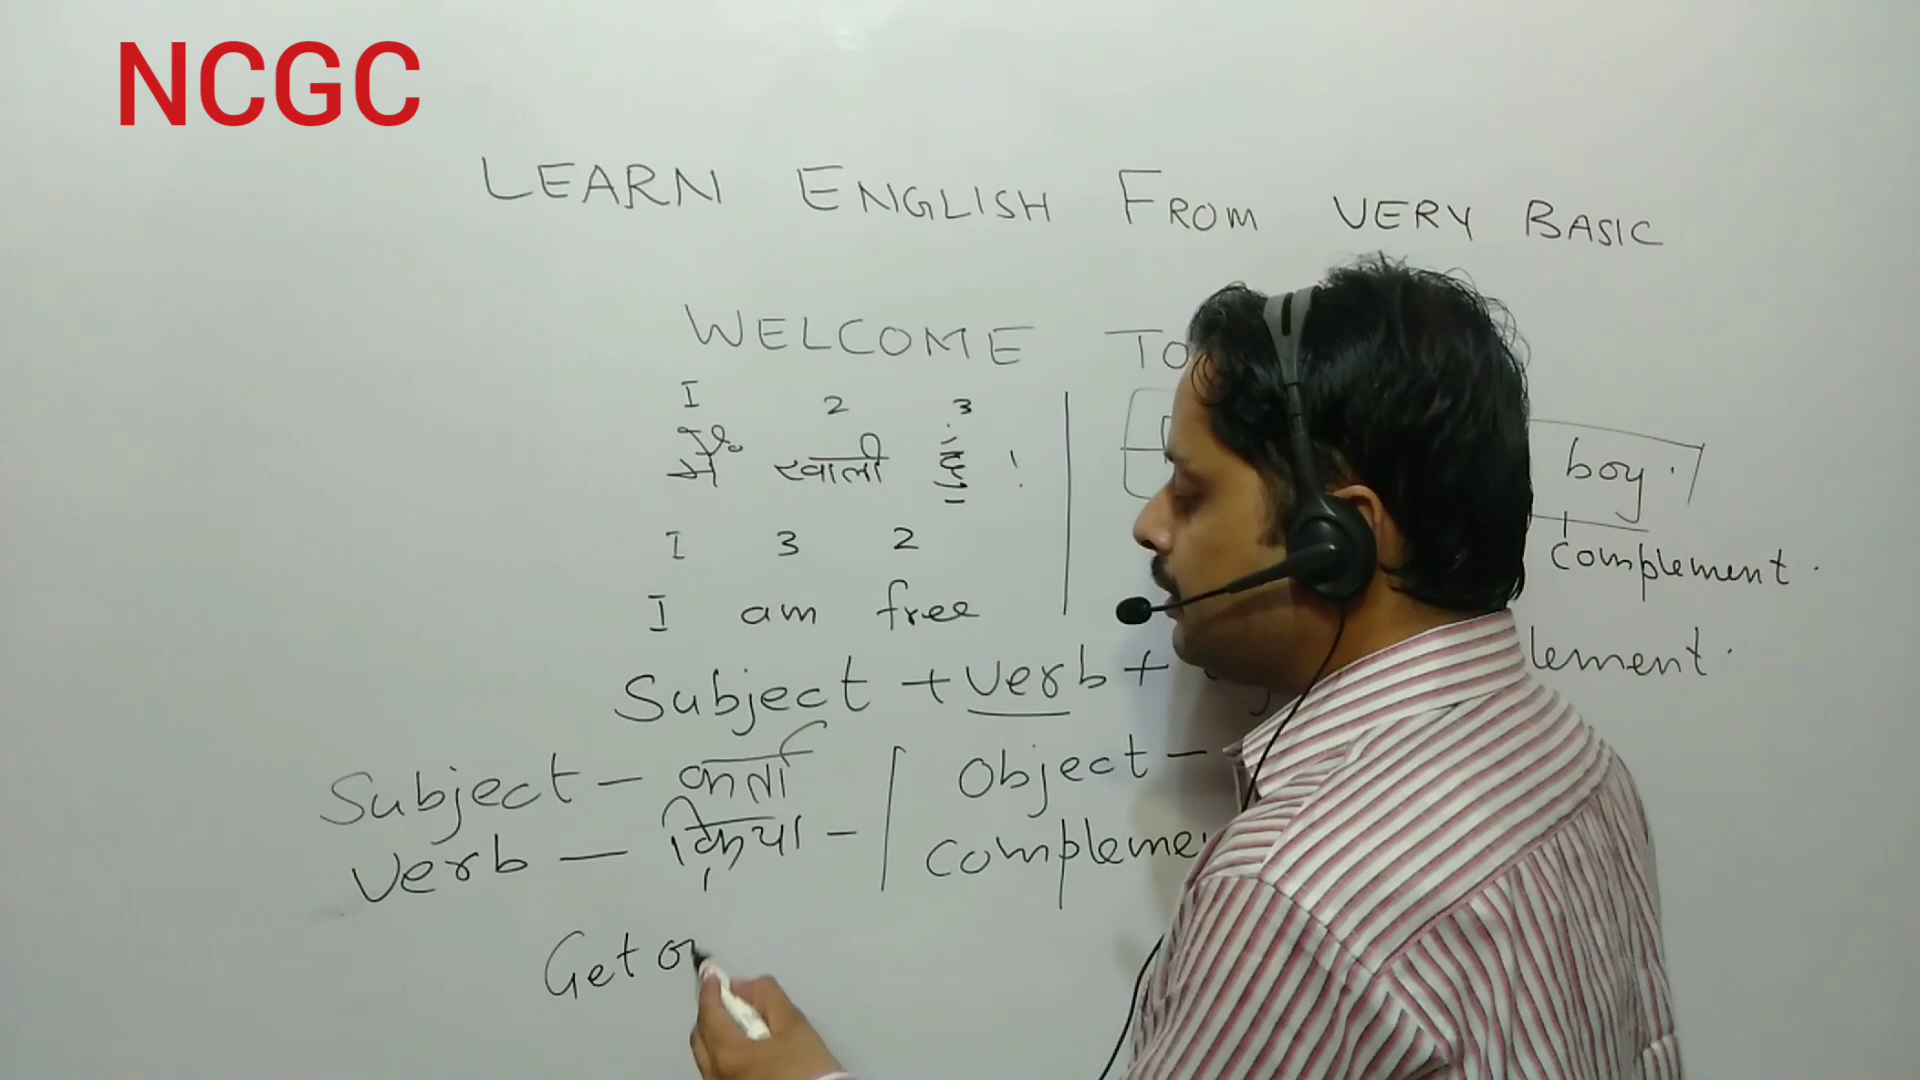 NCGC
LEARN ENGLISH FROM VERY BASIC
WELCOME TO
I 2 3
मैं खाली हूँ । boy.
I 3 2 Complement.
I am free
Subject + verb + lement.
Subject – कर्ता Object –
verb — क्रिया – Compleme
Get o